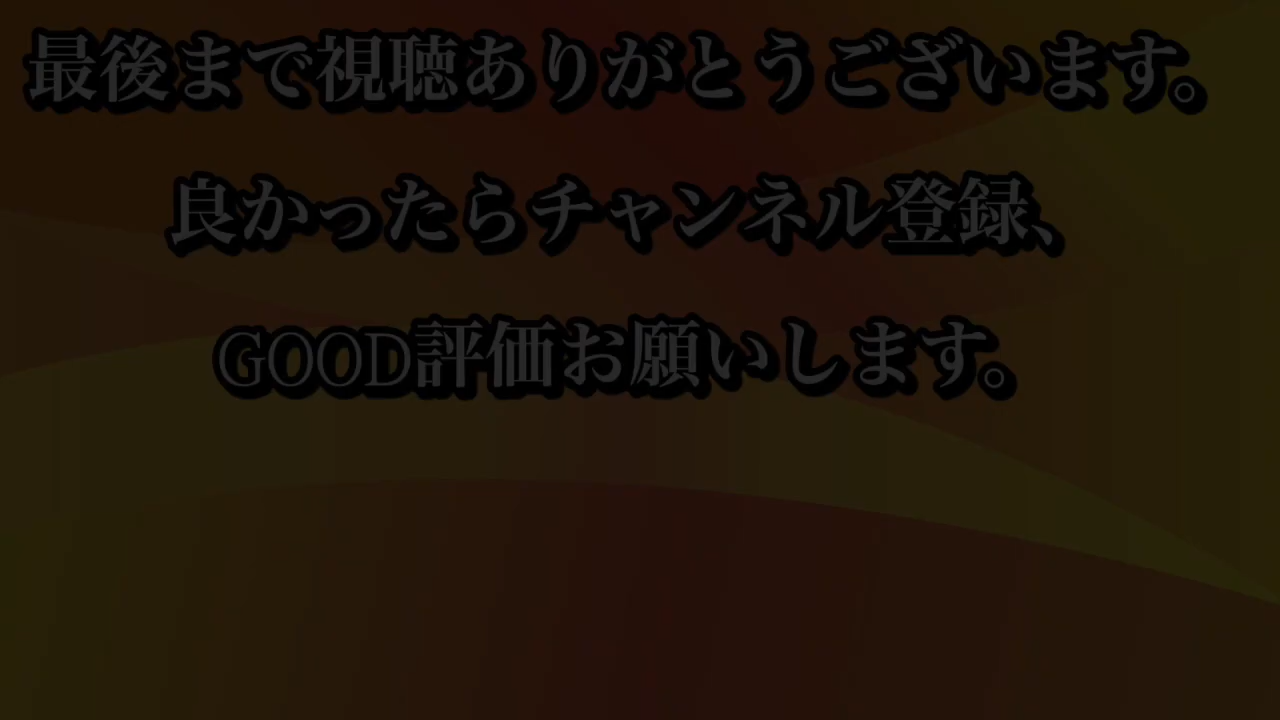 最後まで視聴ありがとうございます。
良かったらチャンネル登録、
GOOD評価お願いします。